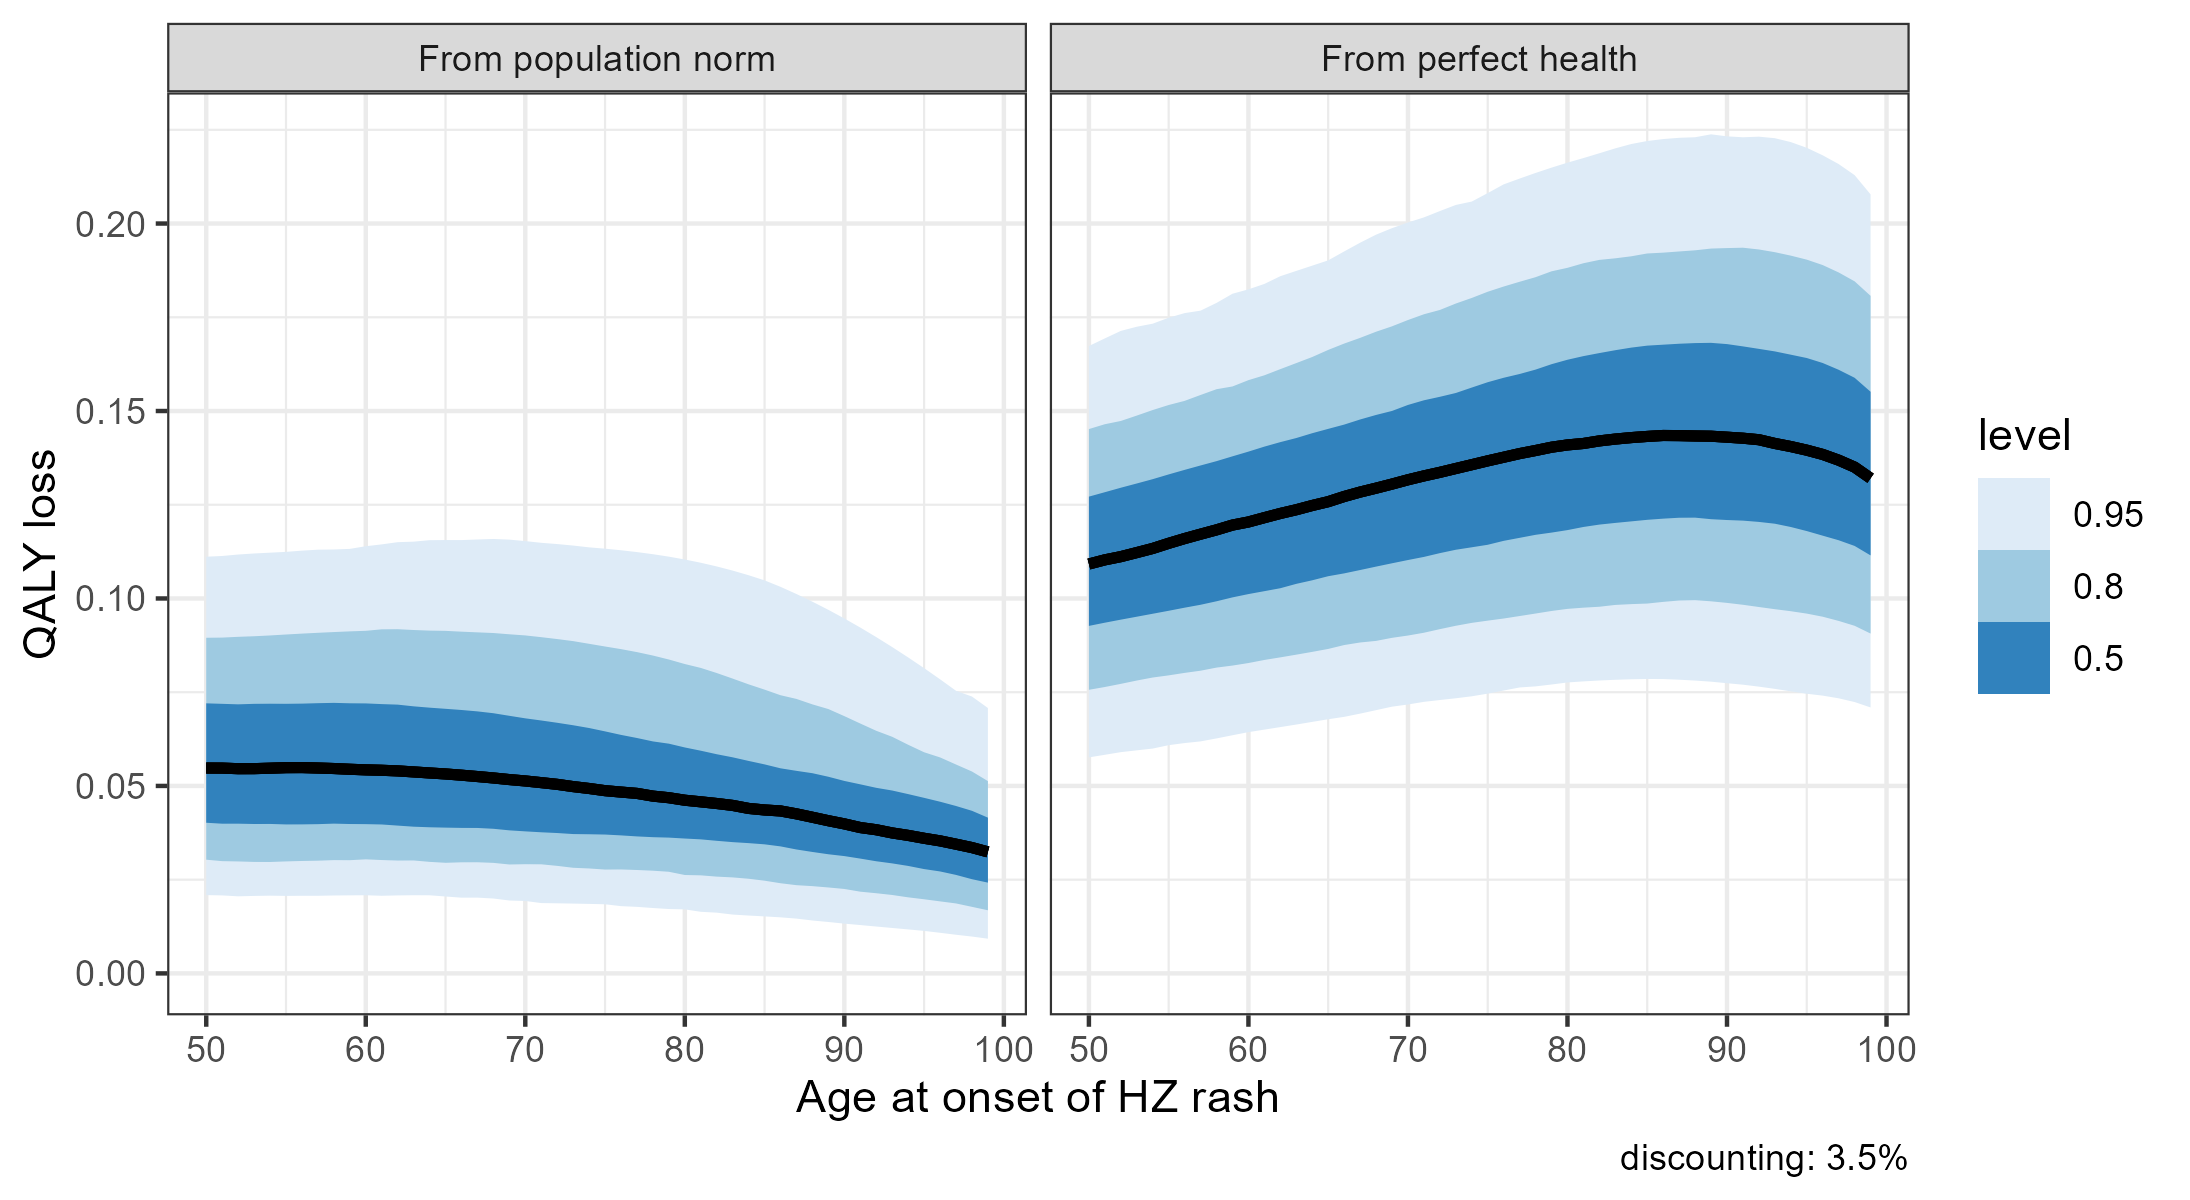 From population norm
From perfect health
QALY loss
0.20
0.15
0.10
0.05
0.00
50 60 70 80 90 100
50 60 70 80 90 100
Age at onset of HZ rash
level
0.95
0.8
0.5
discounting: 3.5%